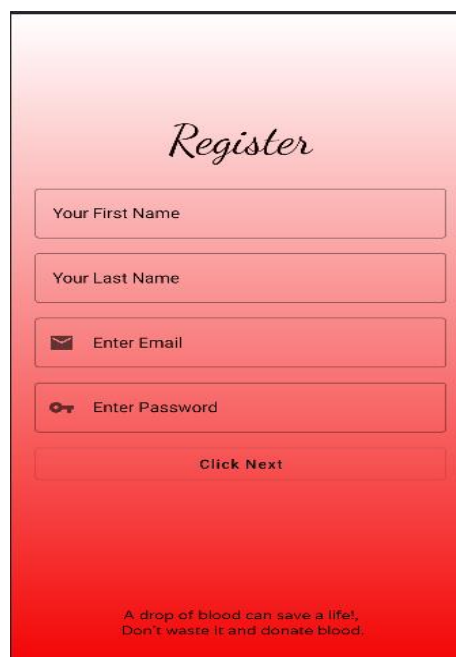 Register
Your First Name
Your Last Name
Enter Email
Enter Password
Click Next
A drop of blood can save a life!,
Don't waste it and donate blood.